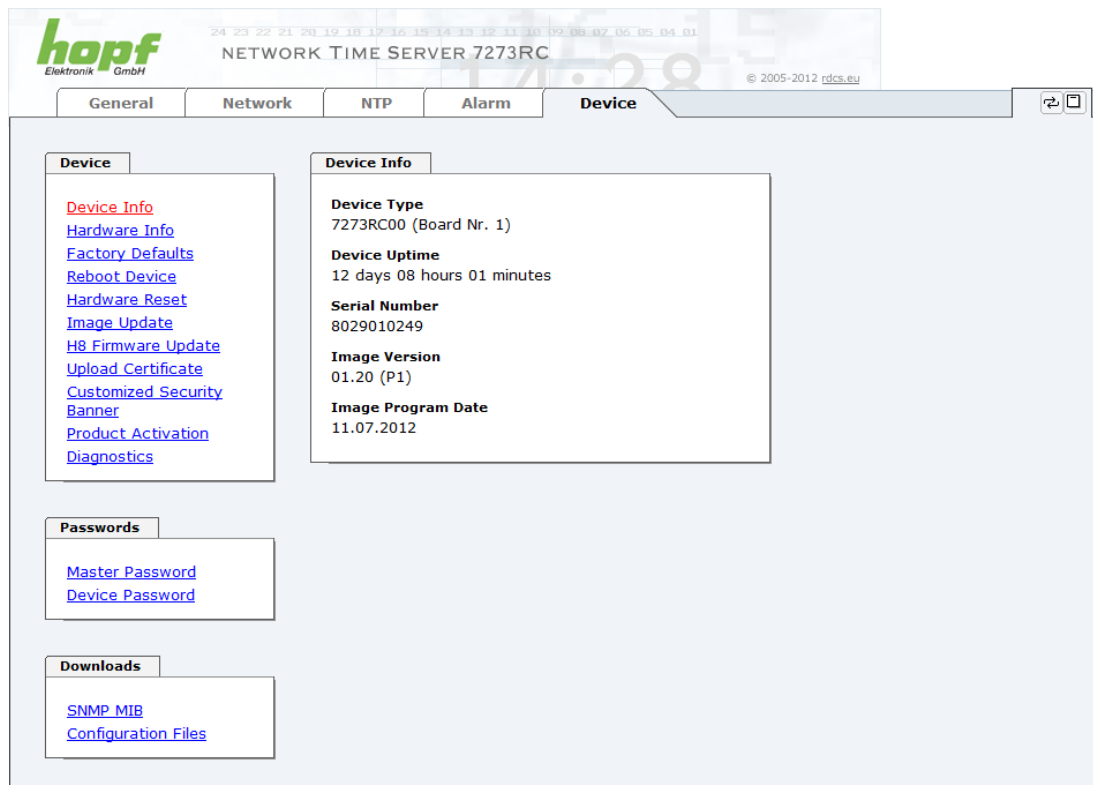 hopf
Elektronik GmbH
24 23 22 21 20 19 18 17 16 15 14 13 12 11 10 09 08 07 06 05 04 03
NETWORK TIME SERVER 7273RC
14:28
© 2005-2012 rdcs.eu
General Network NTP Alarm Device
Device
Device Info
Hardware Info
Factory Defaults
Reboot Device
Hardware Reset
Image Update
H8 Firmware Update
Upload Certificate
Customized Security
Banner
Product Activation
Diagnostics
Device Info
Device Type
7273RC00 (Board Nr. 1)
Device Uptime
12 days 08 hours 01 minutes
Serial Number
8029010249
Image Version
01.20 (P1)
Image Program Date
11.07.2012
Passwords
Master Password
Device Password
Downloads
SNMP MIB
Configuration Files